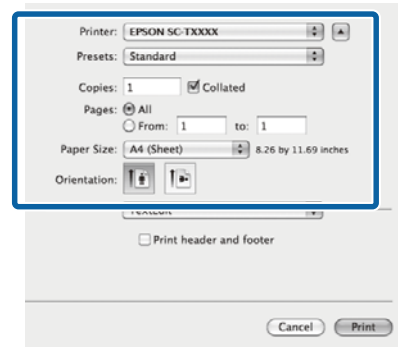 Printer: EPSON SC-TXXXX
Presets: Standard
Copies: 1 Collated
Pages: All
From: 1 to: 1
Paper Size: A4 (Sheet) 8.26 by 11.69 inches
Orientation:
TextEdit
Print header and footer
Cancel Print